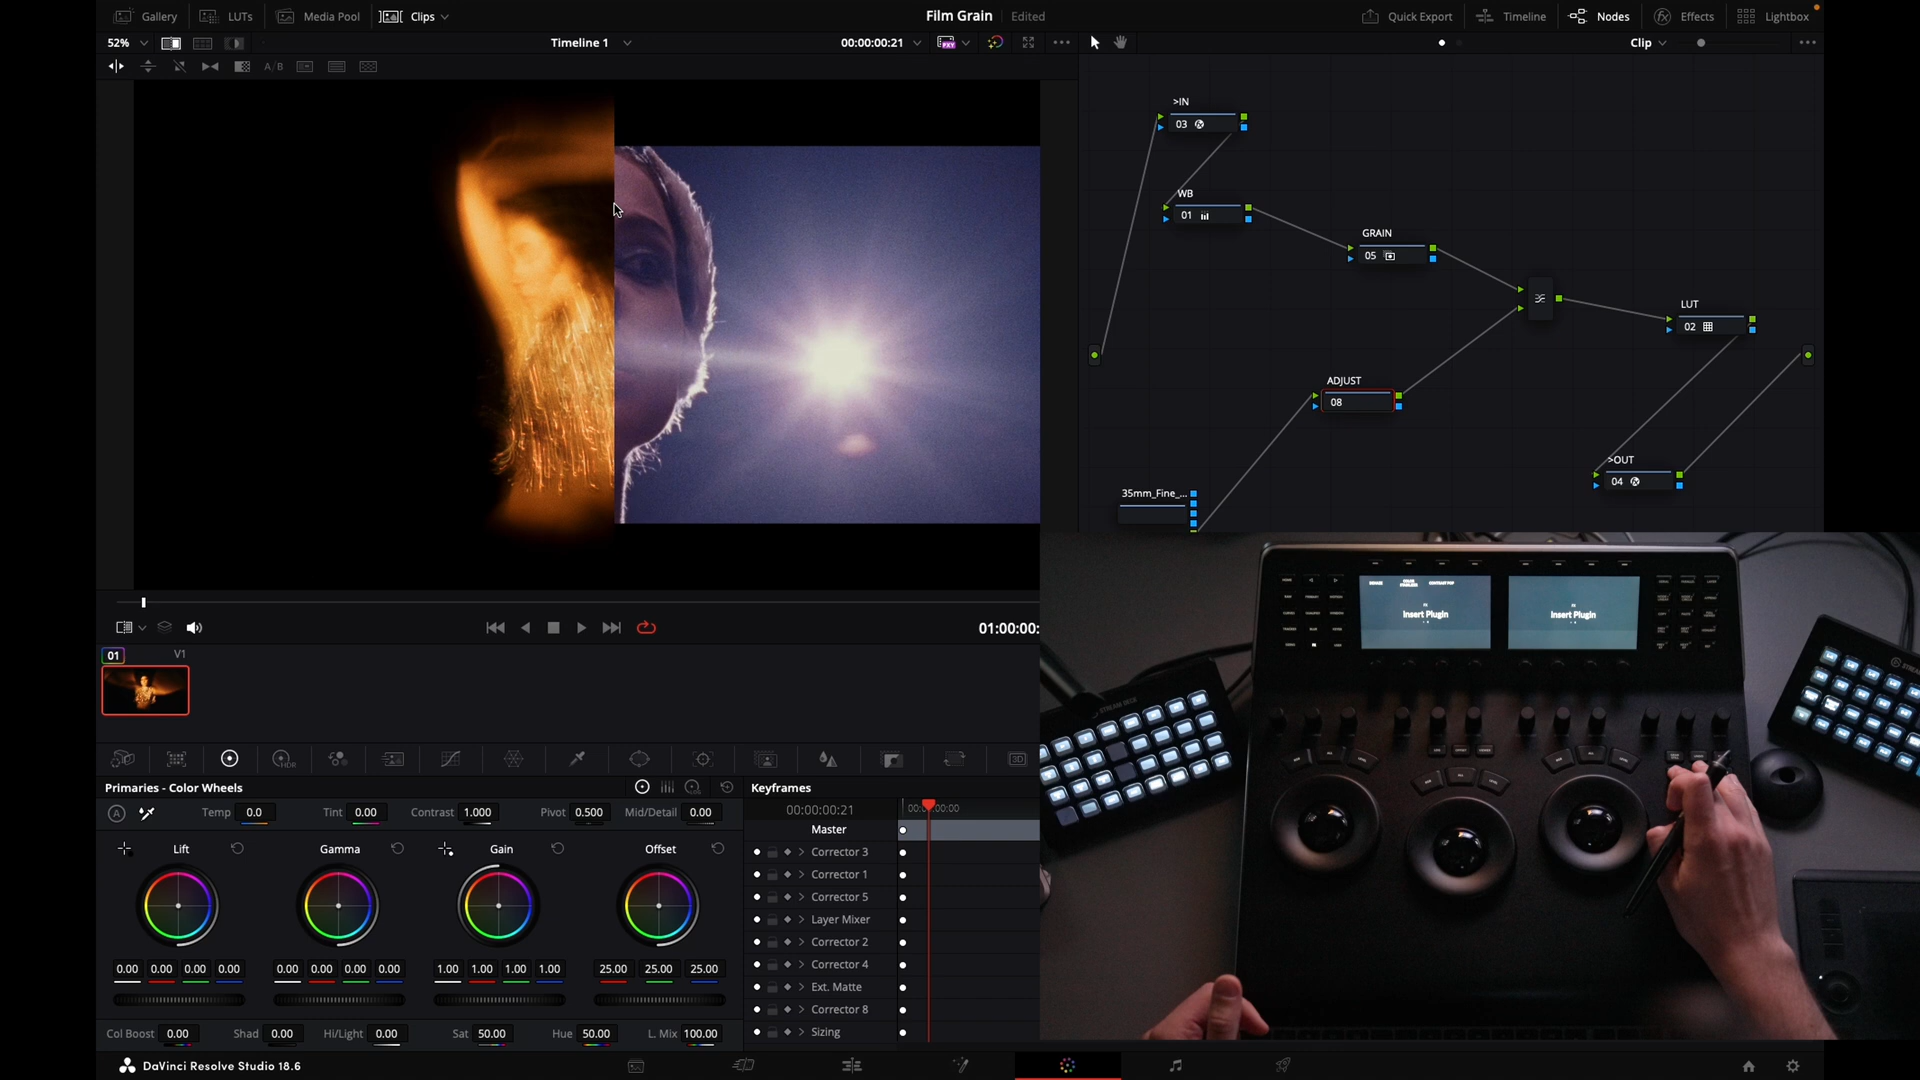 Gallery LUTs Media Pool Clips Film Grain Edited Quick Export Timeline Nodes Effects Lightbox
52% Timeline 1 00:00:00:21 PXY Clip
A/B
>IN
03
WB
01
GRAIN
05
LUT
02
ADJUST
08
>OUT
04
35mm_Fine_...
01:00:00:
01 V1
Insert Plugin Insert Plugin
STREAM DECK
HDR
3D
Primaries - Color Wheels
Keyframes
A Temp 0.0 Tint 0.00 Contrast 1.000 Pivot 0.500 Mid/Detail 0.00
00:00:00:21
Master
Lift Gamma Gain Offset
Corrector 3
Corrector 1
Corrector 5
Layer Mixer
Corrector 2
Corrector 4
Ext. Matte
Corrector 8
Sizing
0.00 0.00 0.00 0.00 0.00 0.00 0.00 0.00 1.00 1.00 1.00 1.00 25.00 25.00 25.00
Col Boost 0.00 Shad 0.00 Hi/Light 0.00 Sat 50.00 Hue 50.00 L. Mix 100.00
DaVinci Resolve Studio 18.6